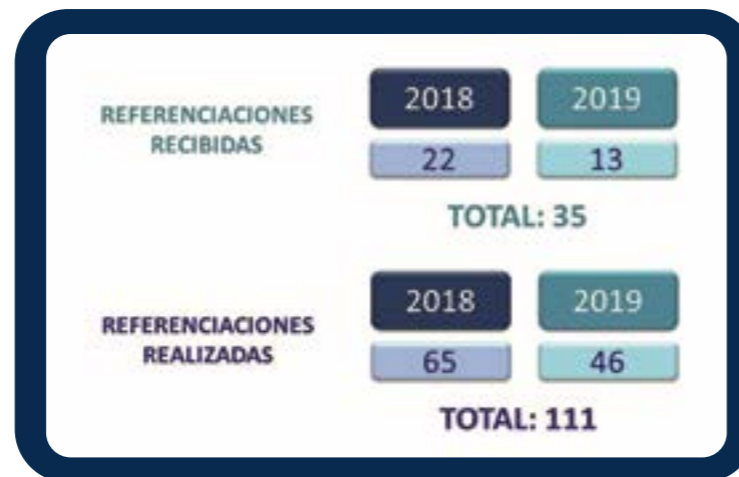 REFERENCIACIONES
RECIBIDAS
2018 2019
22 13
TOTAL: 35
REFERENCIACIONES
REALIZADAS
2018 2019
65 46
TOTAL: 111